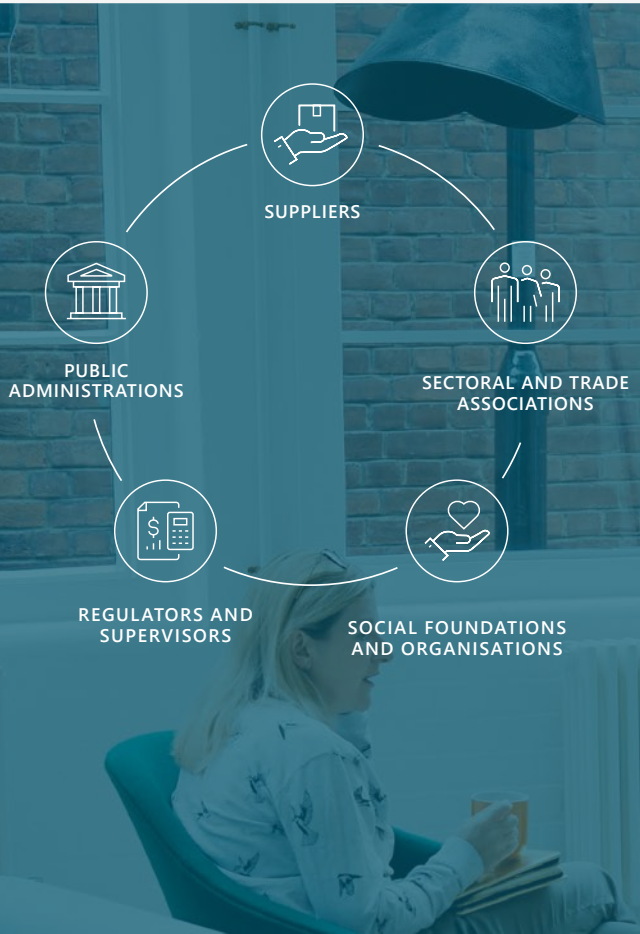 SUPPLIERS
PUBLIC
ADMINISTRATIONS
SECTORAL AND TRADE
ASSOCIATIONS
REGULATORS AND
SUPERVISORS
SOCIAL FOUNDATIONS
AND ORGANISATIONS